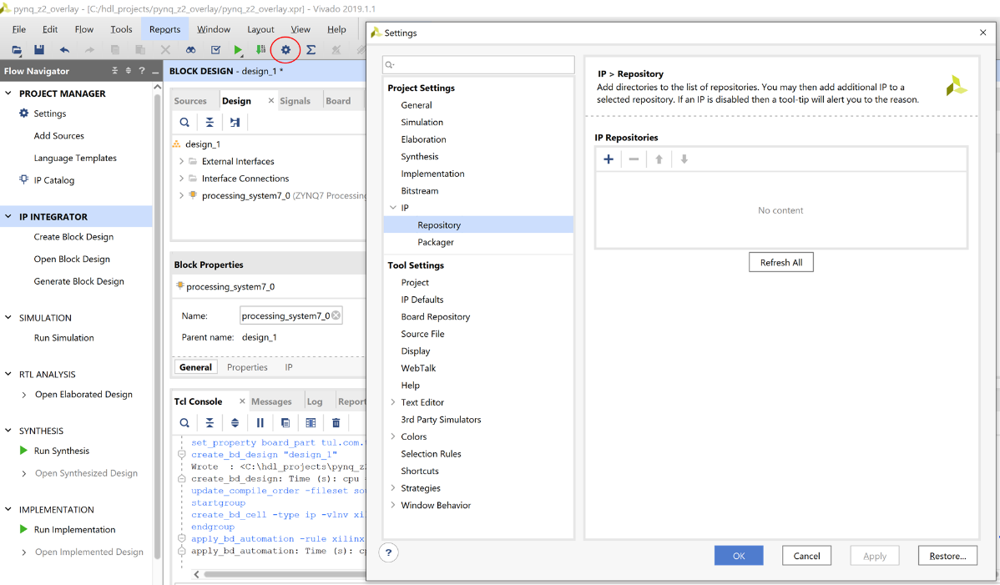 pynq_z2_overlay - [C:/hdl_projects/pynq_z2_overlay/pynq_z2_overlay.xpr] - Vivado 2019.1.1
File Edit Flow Tools Reports Window Layout View Help
Flow Navigator
?
PROJECT MANAGER
Settings
Add Sources
Language Templates
IP Catalog
IP INTEGRATOR
Create Block Design
Open Block Design
Generate Block Design
SIMULATION
Run Simulation
RTL ANALYSIS
Open Elaborated Design
SYNTHESIS
Run Synthesis
Open Synthesized Design
IMPLEMENTATION
Run Implementation
Open Implemented Design
BLOCK DESIGN - design_1 *
Sources Design Signals Board
design_1
External Interfaces
Interface Connections
processing_system7_0 (ZYNQ7 Processing
Block Properties
processing_system7_0
Name: processing_system7_0
Parent name: design_1
General Properties IP
Tcl Console Messages Log Report
set_property board_part tul.com.
create_bd_design "design_1"
Wrote : <C:\hdl_projects\pynq_z2
create_bd_design: Time (s): cpu
update_compile_order -fileset sou
startgroup
create_bd_cell -type ip -vlnv xil
endgroup
apply_bd_automation -rule xilinx
apply_bd_automation: Time (s): cp
Settings
Project Settings
General
Simulation
Elaboration
Synthesis
Implementation
Bitstream
IP
Repository
Packager
Tool Settings
Project
IP Defaults
Board Repository
Source File
Display
WebTalk
Help
Text Editor
3rd Party Simulators
Colors
Selection Rules
Shortcuts
Strategies
Window Behavior
IP > Repository
Add directories to the list of repositories. You may then add additional IP to a
selected repository. If an IP is disabled then a tool-tip will alert you to the reason.
IP Repositories
No content
Refresh All
?
OK Cancel Apply Restore...